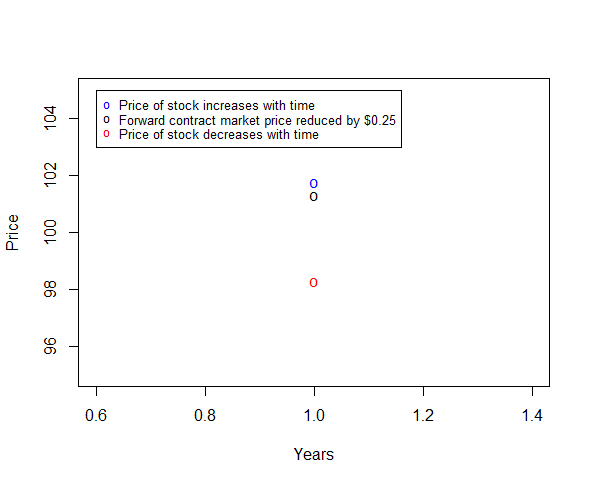 o Price of stock increases with time
o Forward contract market price reduced by $0.25
o Price of stock decreases with time
104
102
100
98
96
Price
o
o
o
0.6 0.8 1.0 1.2 1.4
Years